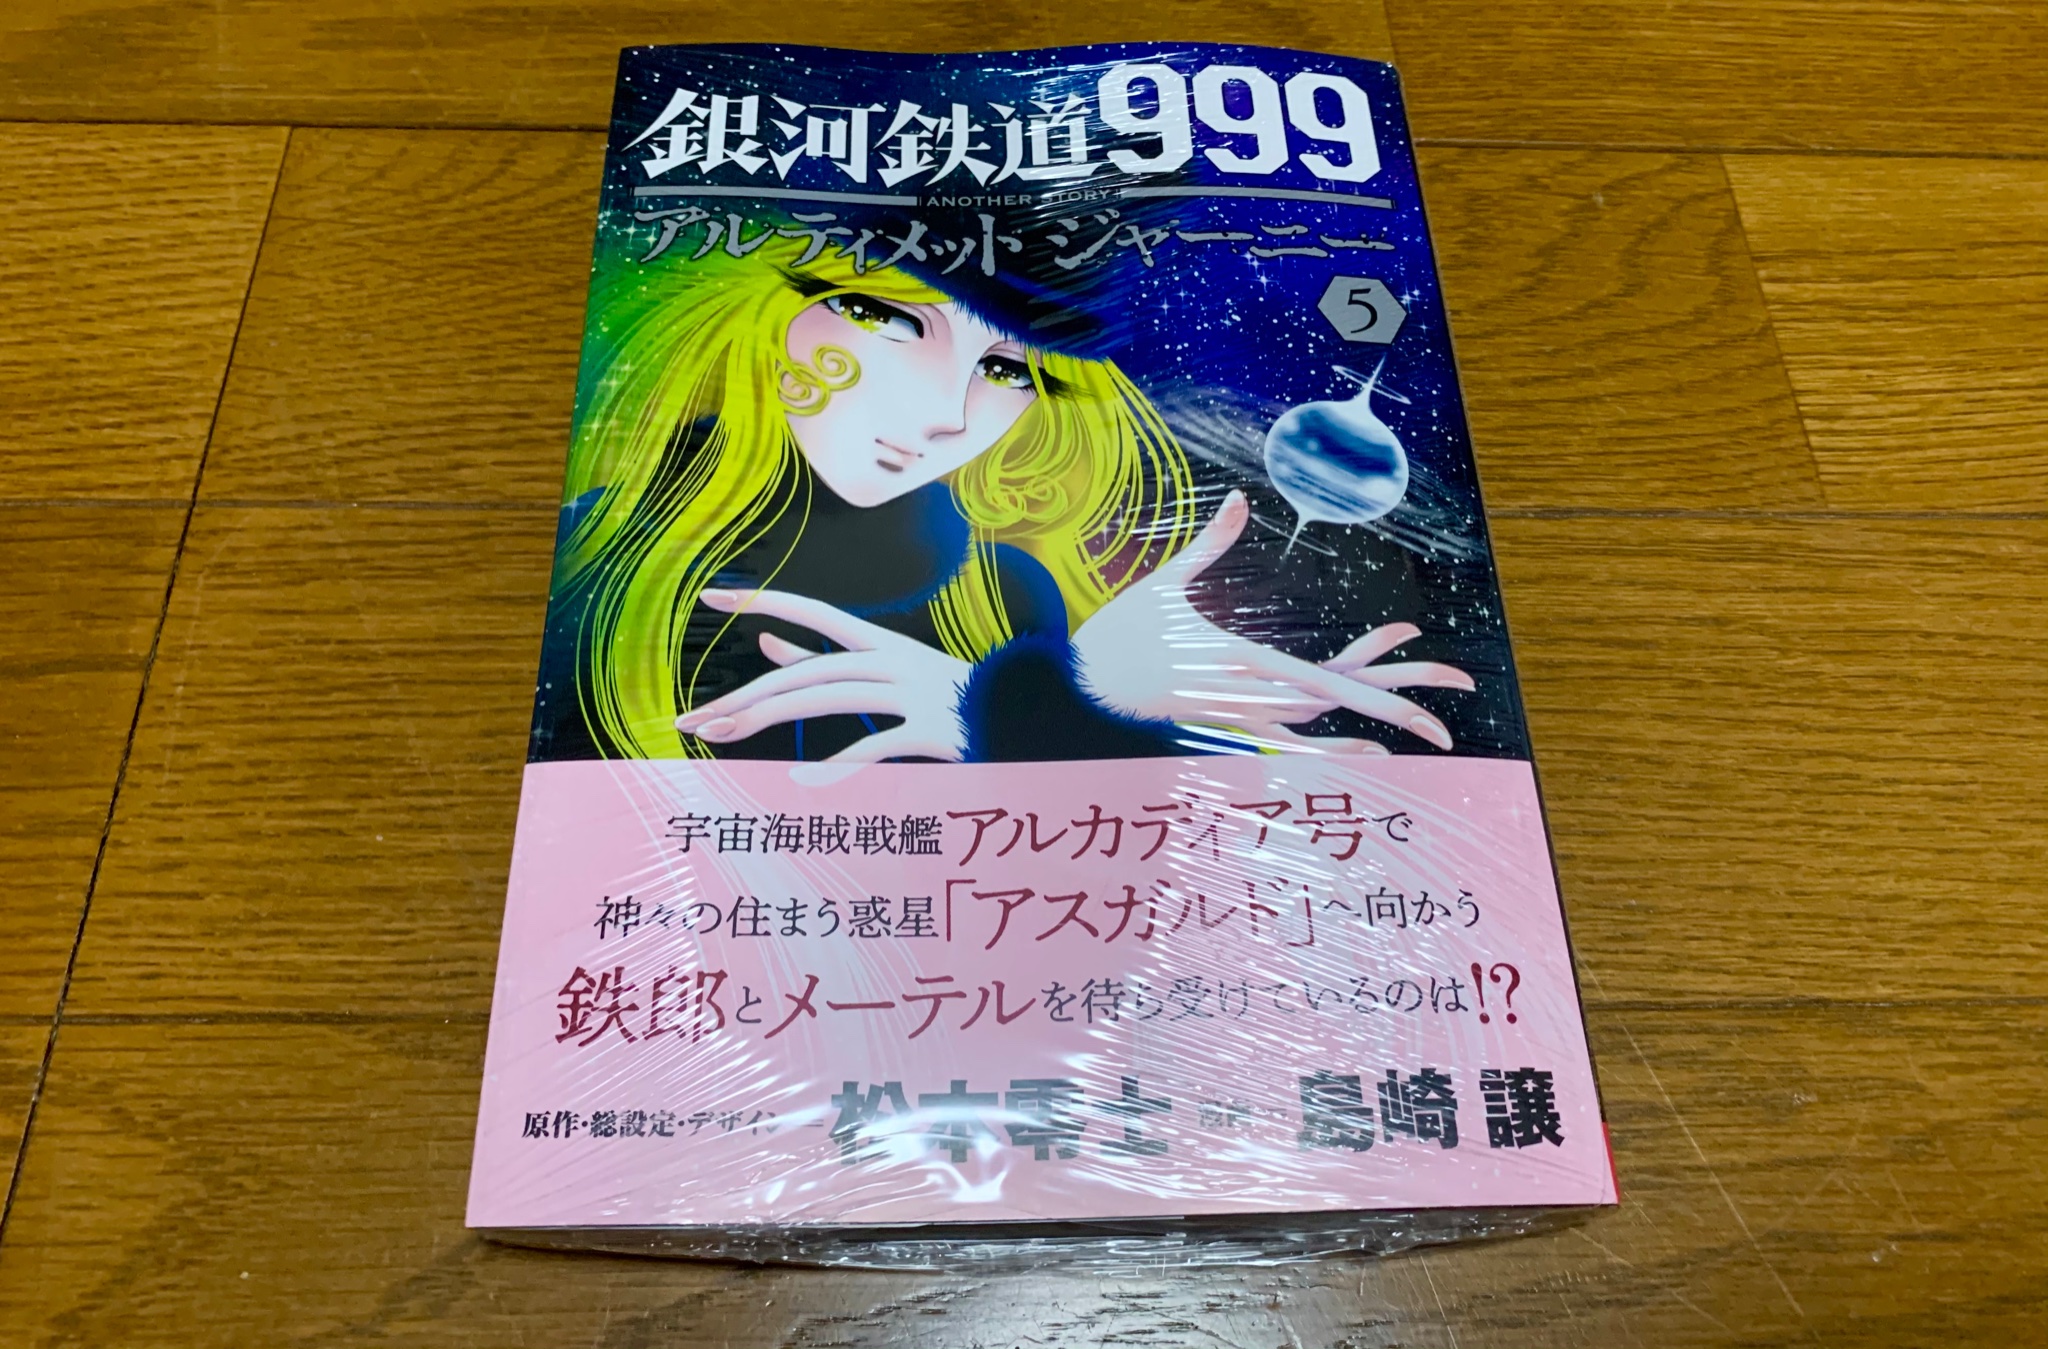 銀河鉄道999
ANOTHER STORY
アルティメットジャーニー
5
宇宙海賊戦艦アルカディア号で
神々の住まう惑星「アスガルド」へ向かう
鉄郎とメーテルを待ち受けているのは!?
原作・総設定・デザイン=松本零士 漫画=島崎 譲